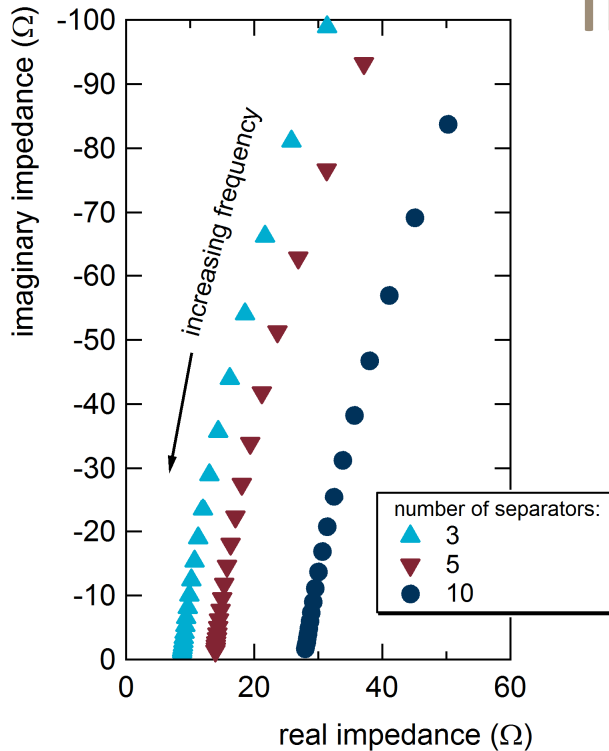 -100
-90
-80
-70
-60
-50
-40
-30
-20
-10
0
imaginary impedance (Ω)
increasing frequency
number of separators:
3
5
10
0 20 40 60
real impedance (Ω)